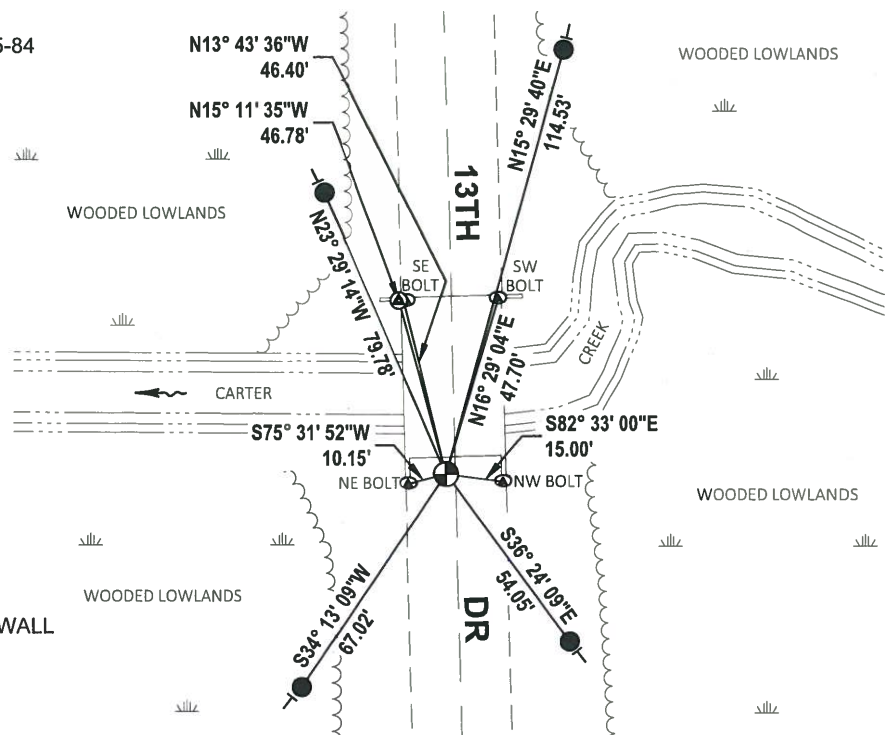 5-84
N13° 43' 36"W
46.40'
N15° 11' 35"W
46.78'
N15° 29' 40"E
114.53'
WOODED LOWLANDS
WOODED LOWLANDS
13TH
N23° 29' 14"W 79.78'
SE
BOLT
SW
BOLT
N16° 29' 04"E
47.70'
CREEK
CARTER
S75° 31' 52"W
10.15'
S82° 33' 00"E
15.00'
NE BOLT
NW BOLT
WOODED LOWLANDS
WOODED LOWLANDS
S36° 24' 09"E
54.05'
DR
S34° 13' 09"W
67.02'
WALL